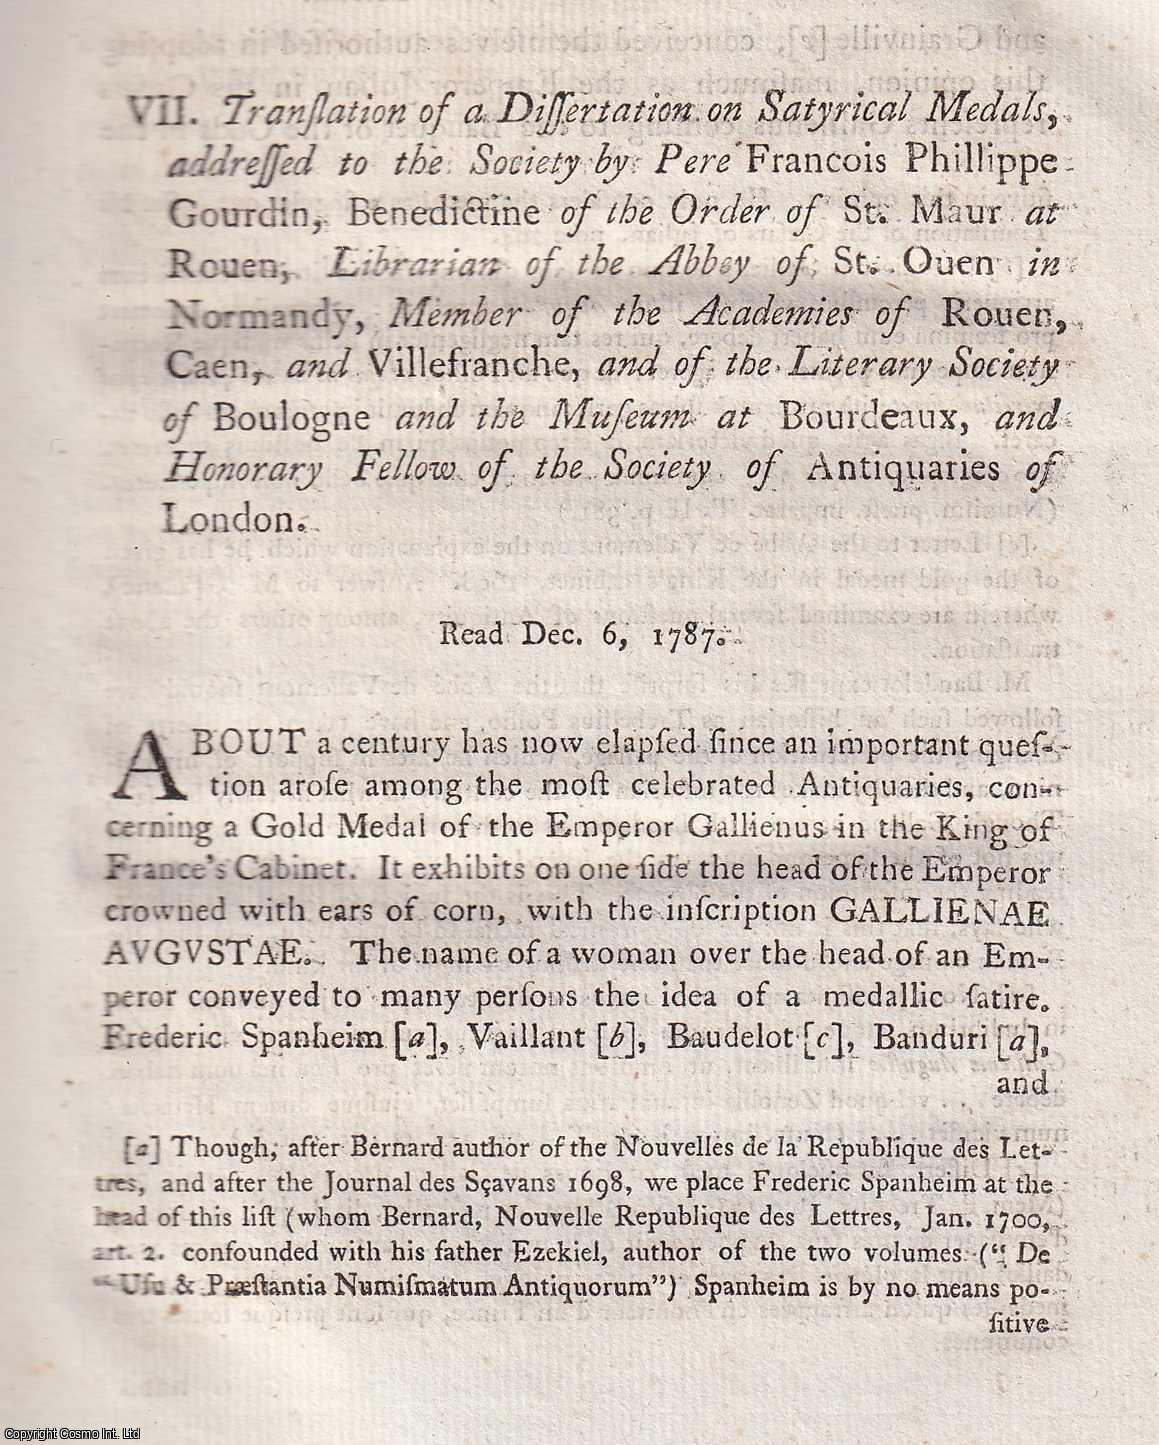 VII. Tranſlation of a Diſſertation on Satyrical Medals,
addreſſed to the Society by Pere Francois Phillippe
Gourdin, Benedictine of the Order of St. Maur at
Rouen, Librarian of the Abbey of St. Ouen in
Normandy, Member of the Academies of Rouen,
Caen, and Villefranche, and of the Literary Society
of Boulogne and the Muſeum at Bourdeaux, and
Honorary Fellow of the Society of Antiquaries of
London.
Read Dec. 6, 1787.
ABOUT a century has now elapſed ſince an important queſ-
tion aroſe among the moſt celebrated Antiquaries, con-
cerning a Gold Medal of the Emperor Gallienus in the King of
France's Cabinet. It exhibits on one ſide the head of the Emperor
crowned with ears of corn, with the inſcription GALLIENAE
AVGVSTAE. The name of a woman over the head of an Em-
peror conveyed to many perſons the idea of a medallic ſatire.
Frederic Spanheim [a], Vaillant [b], Baudelot [c], Banduri [a],
and
[a] Though, after Bernard author of the Nouvelles de la Republique des Let-
tres, and after the Journal des Sçavans 1698, we place Frederic Spanheim at the
head of this liſt (whom Bernard, Nouvelle Republique des Lettres, Jan. 1700,
art. 2. confounded with his father Ezekiel, author of the two volumes (" De
" Uſu & Præſtantia Numiſmatum Antiquorum") Spanheim is by no means po-
ſitive
Copyright Cosmo Int. Ltd